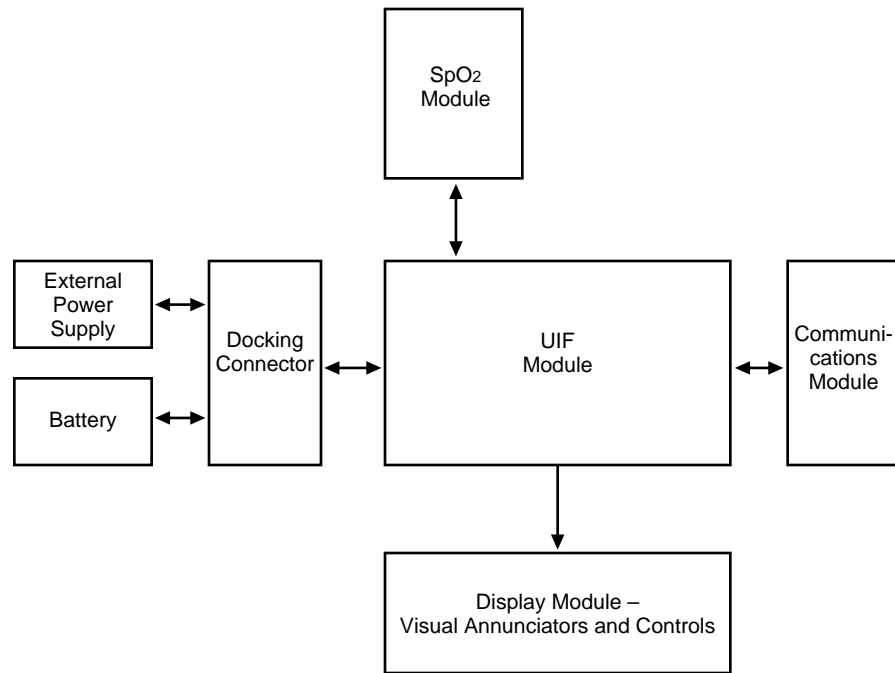 SpO2
Module
External
Power
Supply
Battery
Docking
Connector
UIF
Module
Communi-
cations
Module
Display Module –
Visual Annunciators and Controls